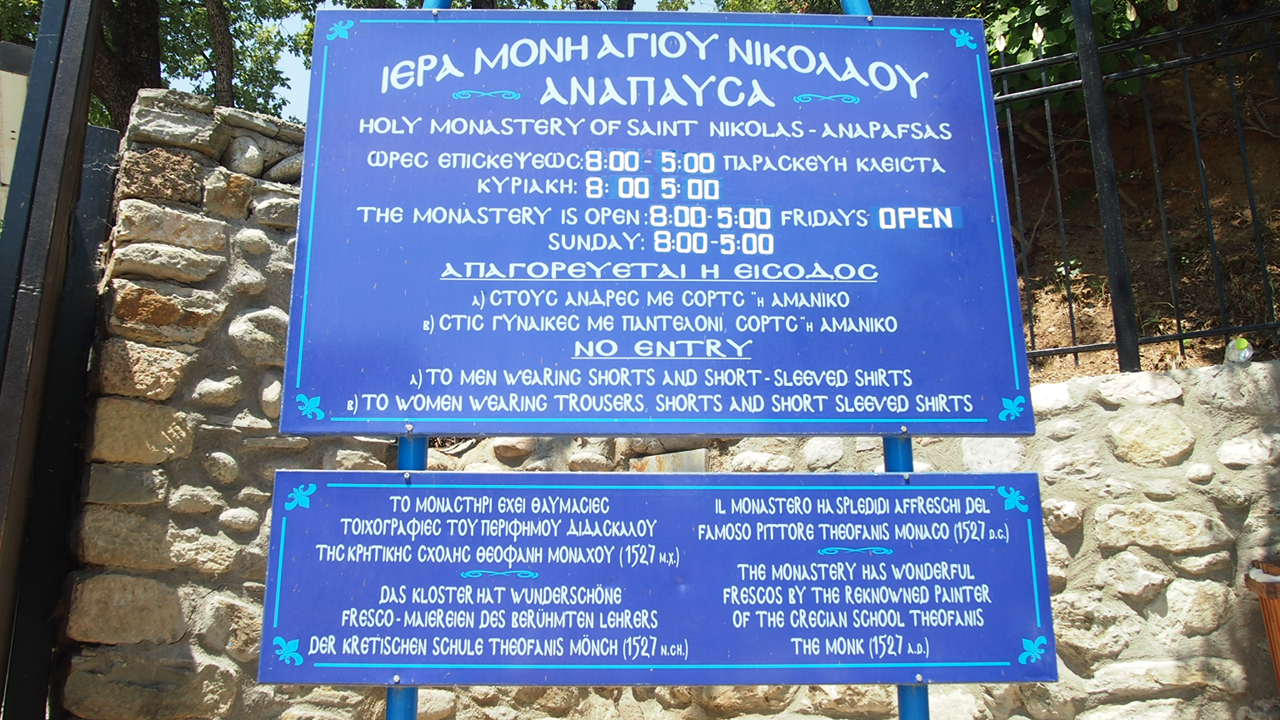 ΙΕΡΑ ΜΟΝΗ ΑΓΙΟΥ ΝΙΚΟΛΑΟΥ
ΑΝΑΠΑΥCΑ
HOLY MONASTERY OF SAINT NIKOLAS - ANAPAFSAS
ΩΡΕC ΕΠΙCΚΕΨΕΩC: 8:00 - 5:00 ΠΑΡΑCΚΕΥΗ ΚΛΕΙCΤΑ
ΚΥΡΙΑΚΗ: 8:00 5:00
THE MONASTERY IS OPEN: 8:00-5:00 FRIDAYS OPEN
SUNDAY: 8:00-5:00
ΑΠΑΓΟΡΕΥΕΤΑΙ Η ΕΙCΟΔΟC
Α) CΤΟΥC ΑΝΔΡΕC ΜΕ CΟΡΤC "η ΑΜΑΝΙΚΟ
Β) CΤΙC ΓΥΝΑΙΚΕC ΜΕ ΠΑΝΤΕΛΟΝΙ, CΟΡΤC "η ΑΜΑΝΙΚΟ
NO ENTRY
A) TO MEN WEARING SHORTS AND SHORT-SLEEVED SHIRTS
B) TO WOMEN WEARING TROUSERS, SHORTS AND SHORT SLEEVED SHIRTS
ΤΟ ΜΟΝΑCΤΗΡΙ ΕΧΕΙ ΘΑΥΜΑCΙΕC
ΤΟΙΧΟΓΡΑΦΙΕC ΤΟΥ ΠΕΡΙΦΗΜΟΥ ΔΙΔΑCΚΑΛΟΥ
ΤΗC ΚΡΗΤΙΚΗC CΧΟΛΗC ΘΕΟΦΑΝΗ ΜΟΝΑΧΟΥ (1527 Μ.Χ.)
DAS KLOSTER HAT WUNDERSCHÖNE
FRESCO-MAIEREIEN DES BERÜHMTEN LEHRERS
DER KRETISCHEN SCHULE THEOFANIS MÖNCH (1527 N.CH.)
IL MONASTERO HA SPLEDIDI AFFRESCHI DEL
FAMOSO PITTORE THEOFANIS MONACO (1527 D.C.)
THE MONASTERY HAS WONDERFUL
FRESCOS BY THE REKNOWNED PAINTER
OF THE CRECIAN SCHOOL THEOFANIS
THE MONK (1527 A.D.)